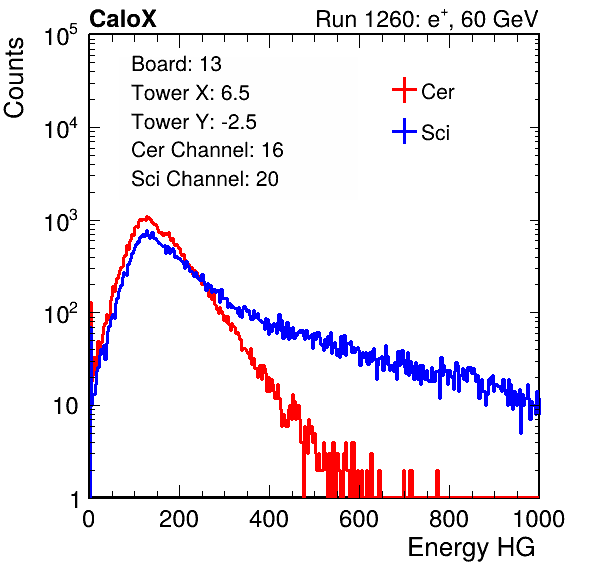 CaloX Run 1260: e⁺, 60 GeV
Counts
Board: 13
Tower X: 6.5
Tower Y: -2.5
Cer Channel: 16
Sci Channel: 20
Cer
Sci
10⁵
10⁴
10³
10²
10
1
0 200 400 600 800 1000
Energy HG